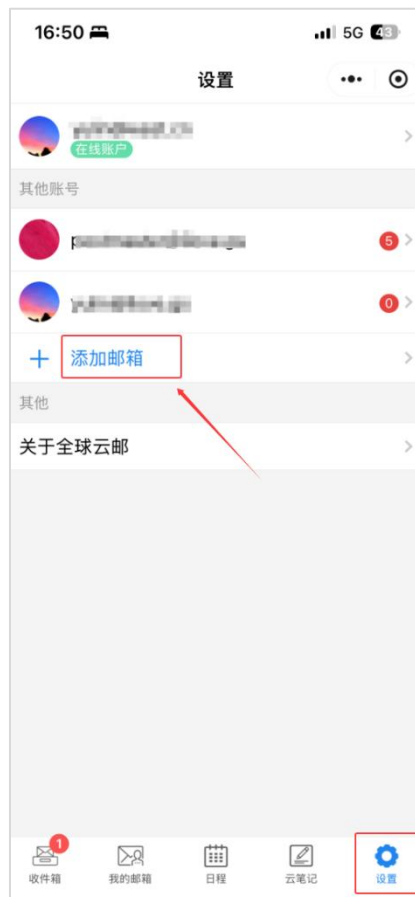 16:50
5G 43
设置
在线账户
其他账号
5
0
添加邮箱
其他
关于全球云邮
1
收件箱
我的邮箱
日程
云笔记
设置